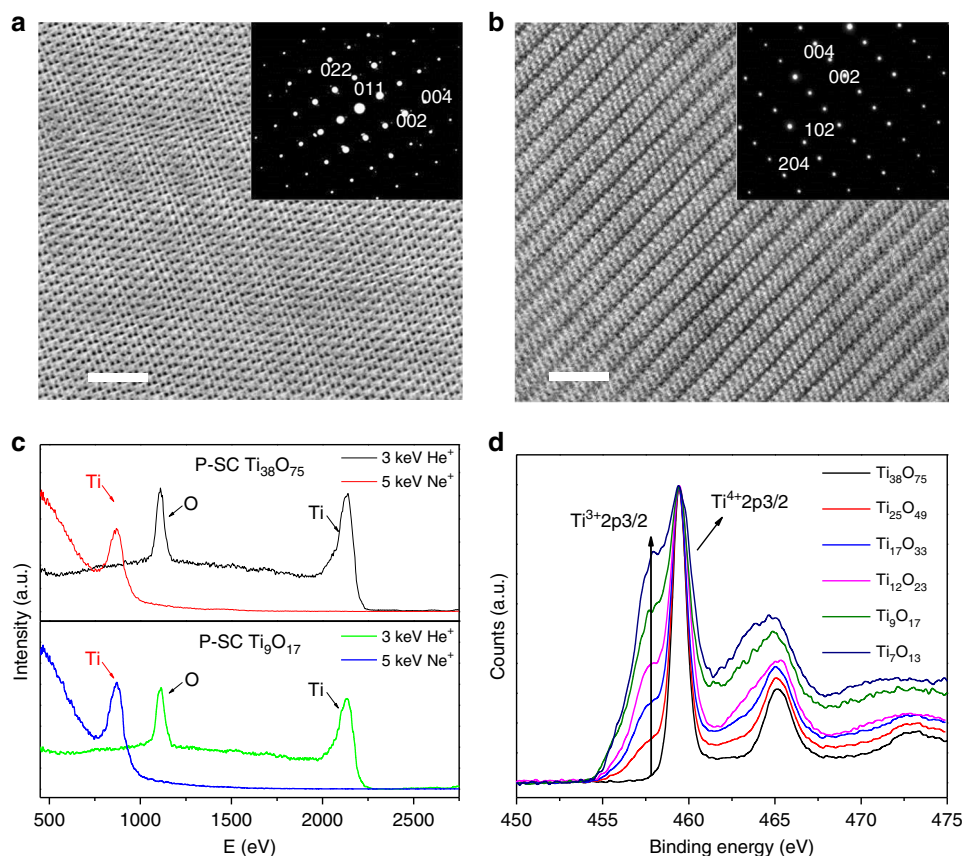 a
022
011
004
002
b
004
002
102
204
c
P-SC Ti₃₈O₇₅
3 keV He⁺
5 keV Ne⁺
Ti
O
Ti
P-SC Ti₉O₁₇
3 keV He⁺
5 keV Ne⁺
Ti
O
Ti
Intensity (a.u.)
500 1000 1500 2000 2500
E (eV)
d
Ti³⁺2p3/2
Ti⁴⁺2p3/2
Ti₃₈O₇₅
Ti₂₅O₄₉
Ti₁₇O₃₃
Ti₁₂O₂₃
Ti₉O₁₇
Ti₇O₁₃
Counts (a.u.)
450 455 460 465 470 475
Binding energy (eV)